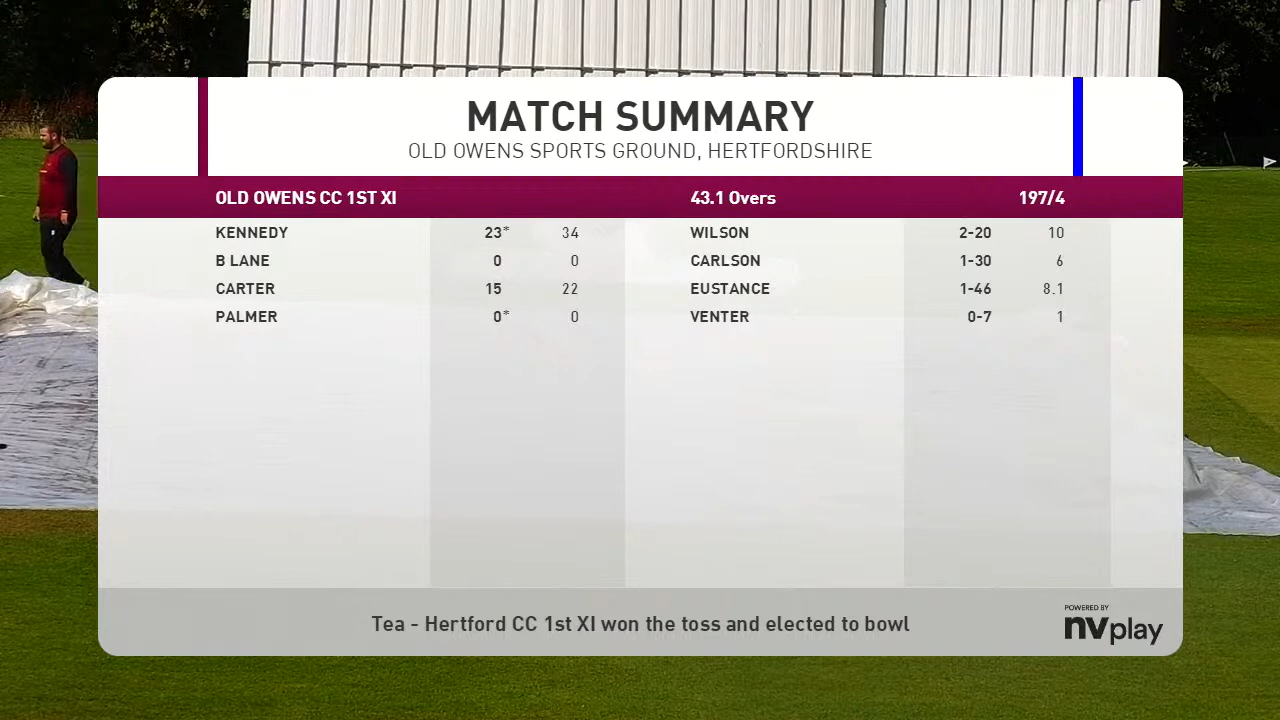 MATCH SUMMARY
OLD OWENS SPORTS GROUND, HERTFORDSHIRE
OLD OWENS CC 1ST XI 43.1 Overs 197/4
KENNEDY 23* 34 WILSON 2-20 10
B LANE 0 0 CARLSON 1-30 6
CARTER 15 22 EUSTANCE 1-46 8.1
PALMER 0* 0 VENTER 0-7 1
Tea - Hertford CC 1st XI won the toss and elected to bowl
POWERED BY
nvplay